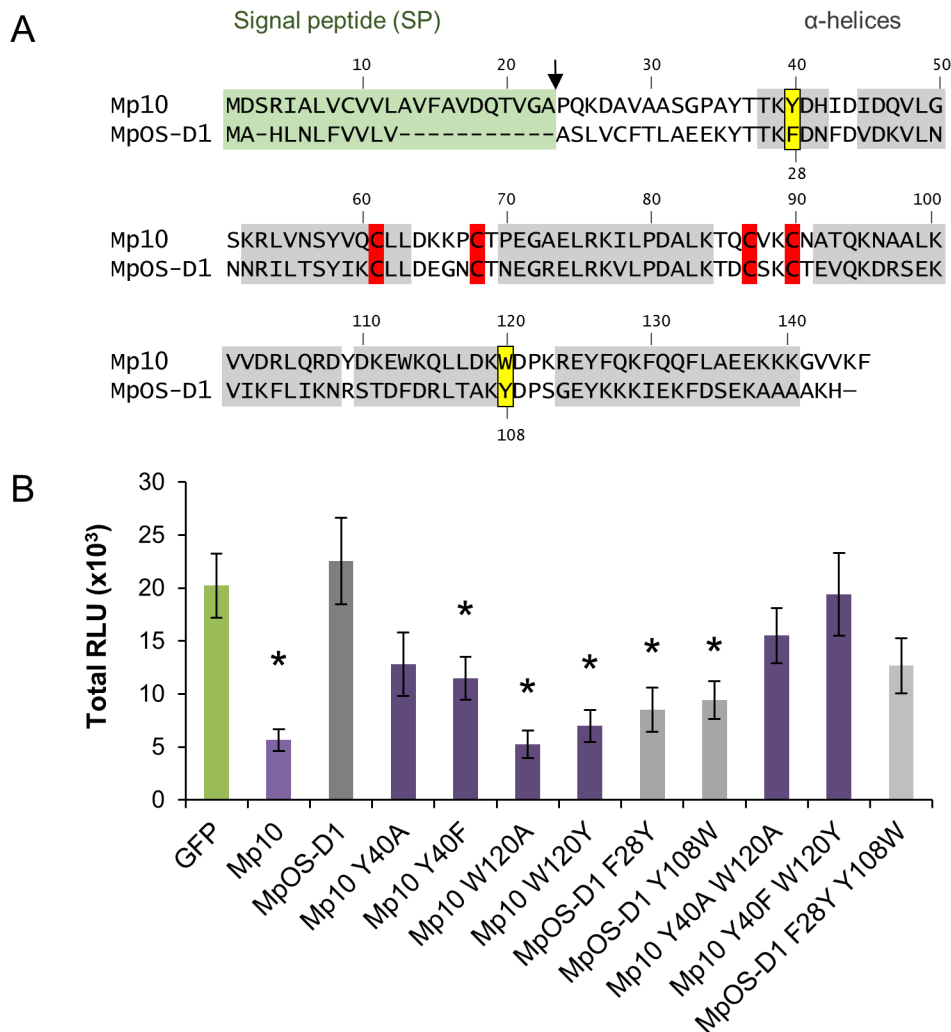 A
Signal peptide (SP)
α-helices
10 20 30 40 50
Mp10 MDSRIALVCVVLAVFAVDQTVGAPQKDAVAASGPAYTTKYDHIDIDQVLG
MpOS-D1 MA-HLNLFVVLV-----------ASLVCFTLAEEKYTTKFDNFDVDKVLN
28
60 70 80 90 100
Mp10 SKRLVNSYVQCLLDKKPCTPEGAELRKILPDALKTQCVKCNATQKNAALK
MpOS-D1 NNRILTSYIKCLLDEGNCTNEGRELRKVLPDALKTDCSKCTEVQKDRSEK
110 120 130 140
Mp10 VVDRLQRDYDKEWKQLLDKWDPKREYFQKFQQFLAEEKKKGVVKF
MpOS-D1 VIKFLIKNRSTDFDRLTAKYDPSGEYKKKIEKFDSEKAAAAKH-
108
B
Total RLU (x10³)
30
25
20
15
10
5
0
* * * * * *
GFP
Mp10
MpOS-D1
Mp10 Y40A
Mp10 Y40F
Mp10 W120A
Mp10 W120Y
MpOS-D1 F28Y
MpOS-D1 Y108W
Mp10 Y40A W120A
Mp10 Y40F W120Y
MpOS-D1 F28Y Y108W